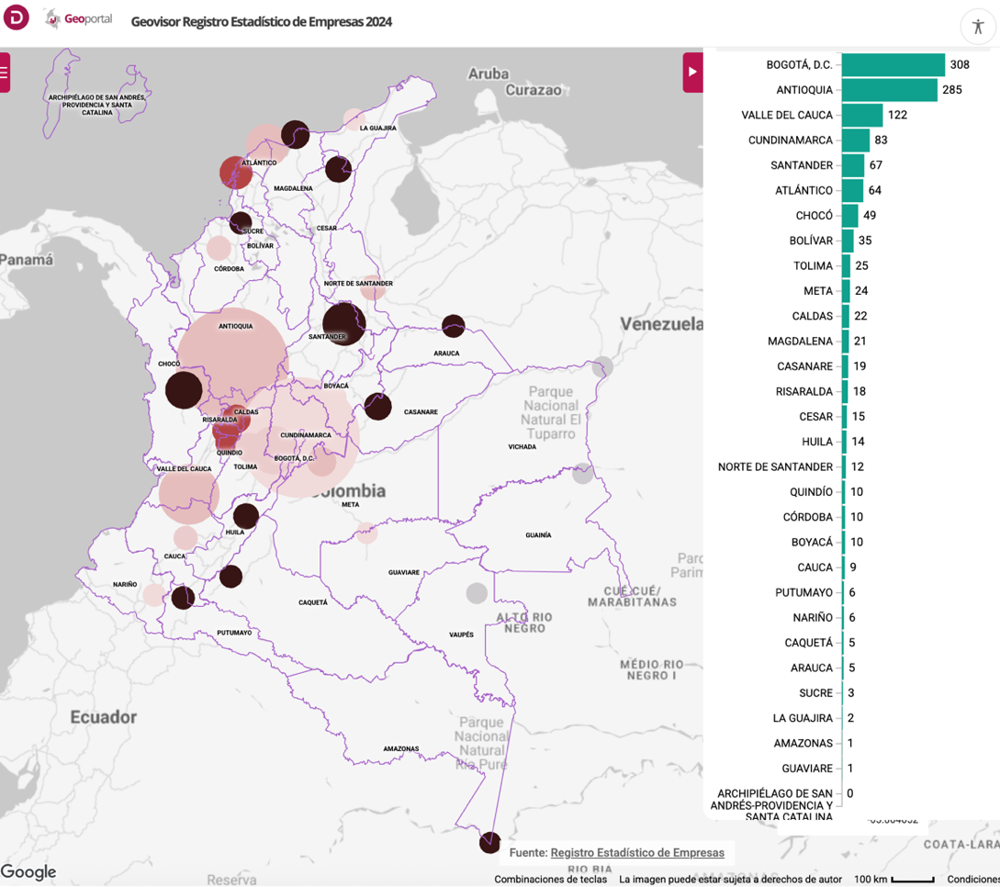 D
Geoportal
Geovisor Registro Estadístico de Empresas 2024
ARCHIPIÉLAGO DE SAN ANDRÉS,
PROVIDENCIA Y SANTA
CATALINA
Aruba
Curazao
LA GUAJIRA
ATLÁNTICO
MAGDALENA
SUCRE
CESAR
BOLÍVAR
Panamá
CÓRDOBA
NORTE DE SANTANDER
ANTIOQUIA
SANTANDER
Venezuela
ARAUCA
CHOCÓ
BOYACÁ
CALDAS
RISARALDA
CASANARE
Parque
Nacional
Natural El
Tuparro
CUNDINAMARCA
VICHADA
QUINDIO
BOGOTÁ, D.C.
TOLIMA
VALLE DEL CAUCA
Colombia
META
HUILA
GUAINÍA
CAUCA
GUAVIARE
NARIÑO
CUÉ CUÉ/
MARABITANAS
CAQUETÁ
ALTO RIO
NEGRO
PUTUMAYO
VAUPÉS
MÉDIO RIO
NEGRO I
Ecuador
Parque
Nacional
Natural
Río Puré
AMAZONAS
BOGOTÁ, D.C. 308
ANTIOQUIA 285
VALLE DEL CAUCA 122
CUNDINAMARCA 83
SANTANDER 67
ATLÁNTICO 64
CHOCÓ 49
BOLÍVAR 35
TOLIMA 25
META 24
CALDAS 22
MAGDALENA 21
CASANARE 19
RISARALDA 18
CESAR 15
HUILA 14
NORTE DE SANTANDER 12
QUINDÍO 10
CÓRDOBA 10
BOYACÁ 10
CAUCA 9
PUTUMAYO 6
NARIÑO 6
CAQUETÁ 5
ARAUCA 5
SUCRE 3
LA GUAJIRA 2
AMAZONAS 1
GUAVIARE 1
ARCHIPIÉLAGO DE SAN 0
ANDRÉS-PROVIDENCIA Y
SANTA CATALINA
Fuente: Registro Estadístico de Empresas
COATA-LARA
Google
Reserva
Combinaciones de teclas
La imagen puede estar sujeta a derechos de autor
100 km
Condiciones